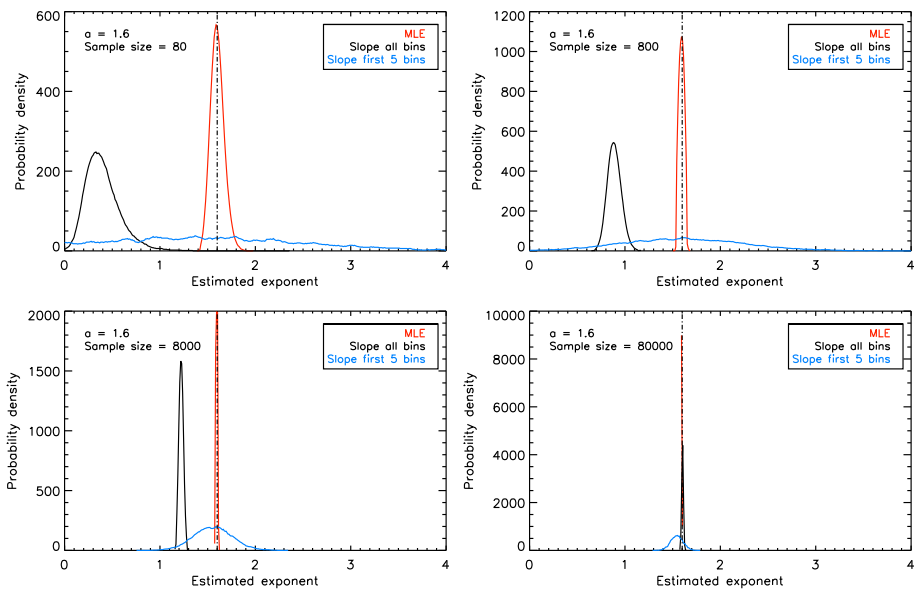 a = 1.6
Sample size = 80
MLE
Slope all bins
Slope first 5 bins
Probability density
600
400
200
0
0 1 2 3 4
Estimated exponent
a = 1.6
Sample size = 800
MLE
Slope all bins
Slope first 5 bins
Probability density
1200
1000
800
600
400
200
0
0 1 2 3 4
Estimated exponent
a = 1.6
Sample size = 8000
MLE
Slope all bins
Slope first 5 bins
Probability density
2000
1500
1000
500
0
0 1 2 3 4
Estimated exponent
a = 1.6
Sample size = 80000
MLE
Slope all bins
Slope first 5 bins
Probability density
10000
8000
6000
4000
2000
0
0 1 2 3 4
Estimated exponent